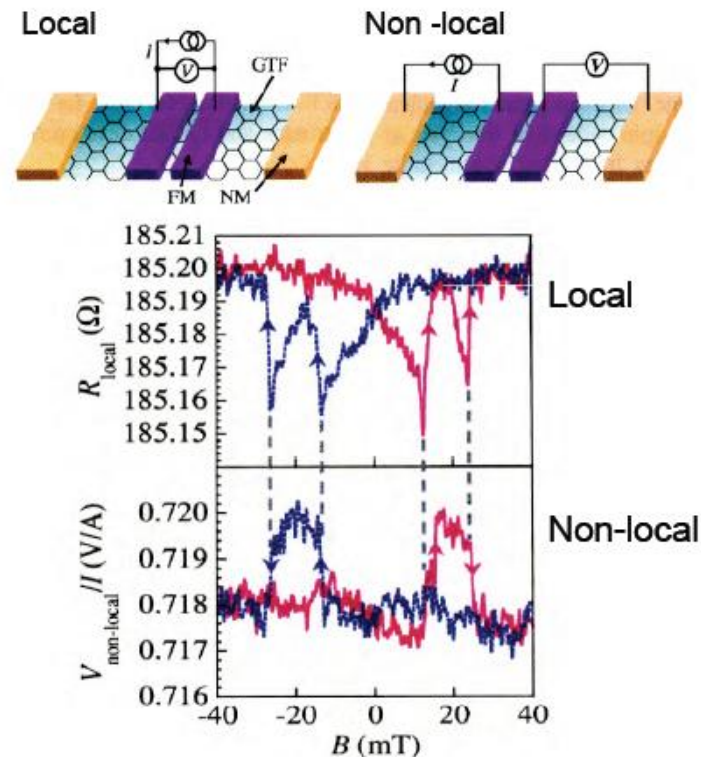 Local
Non -local
I
V
GTF
I
V
FM
NM
185.21
185.20
185.19
185.18
185.17
185.16
185.15
R local (Ω)
Local
0.720
0.719
0.718
0.717
0.716
V non-local /I (V/A)
Non-local
-40
-20
0
20
40
B (mT)